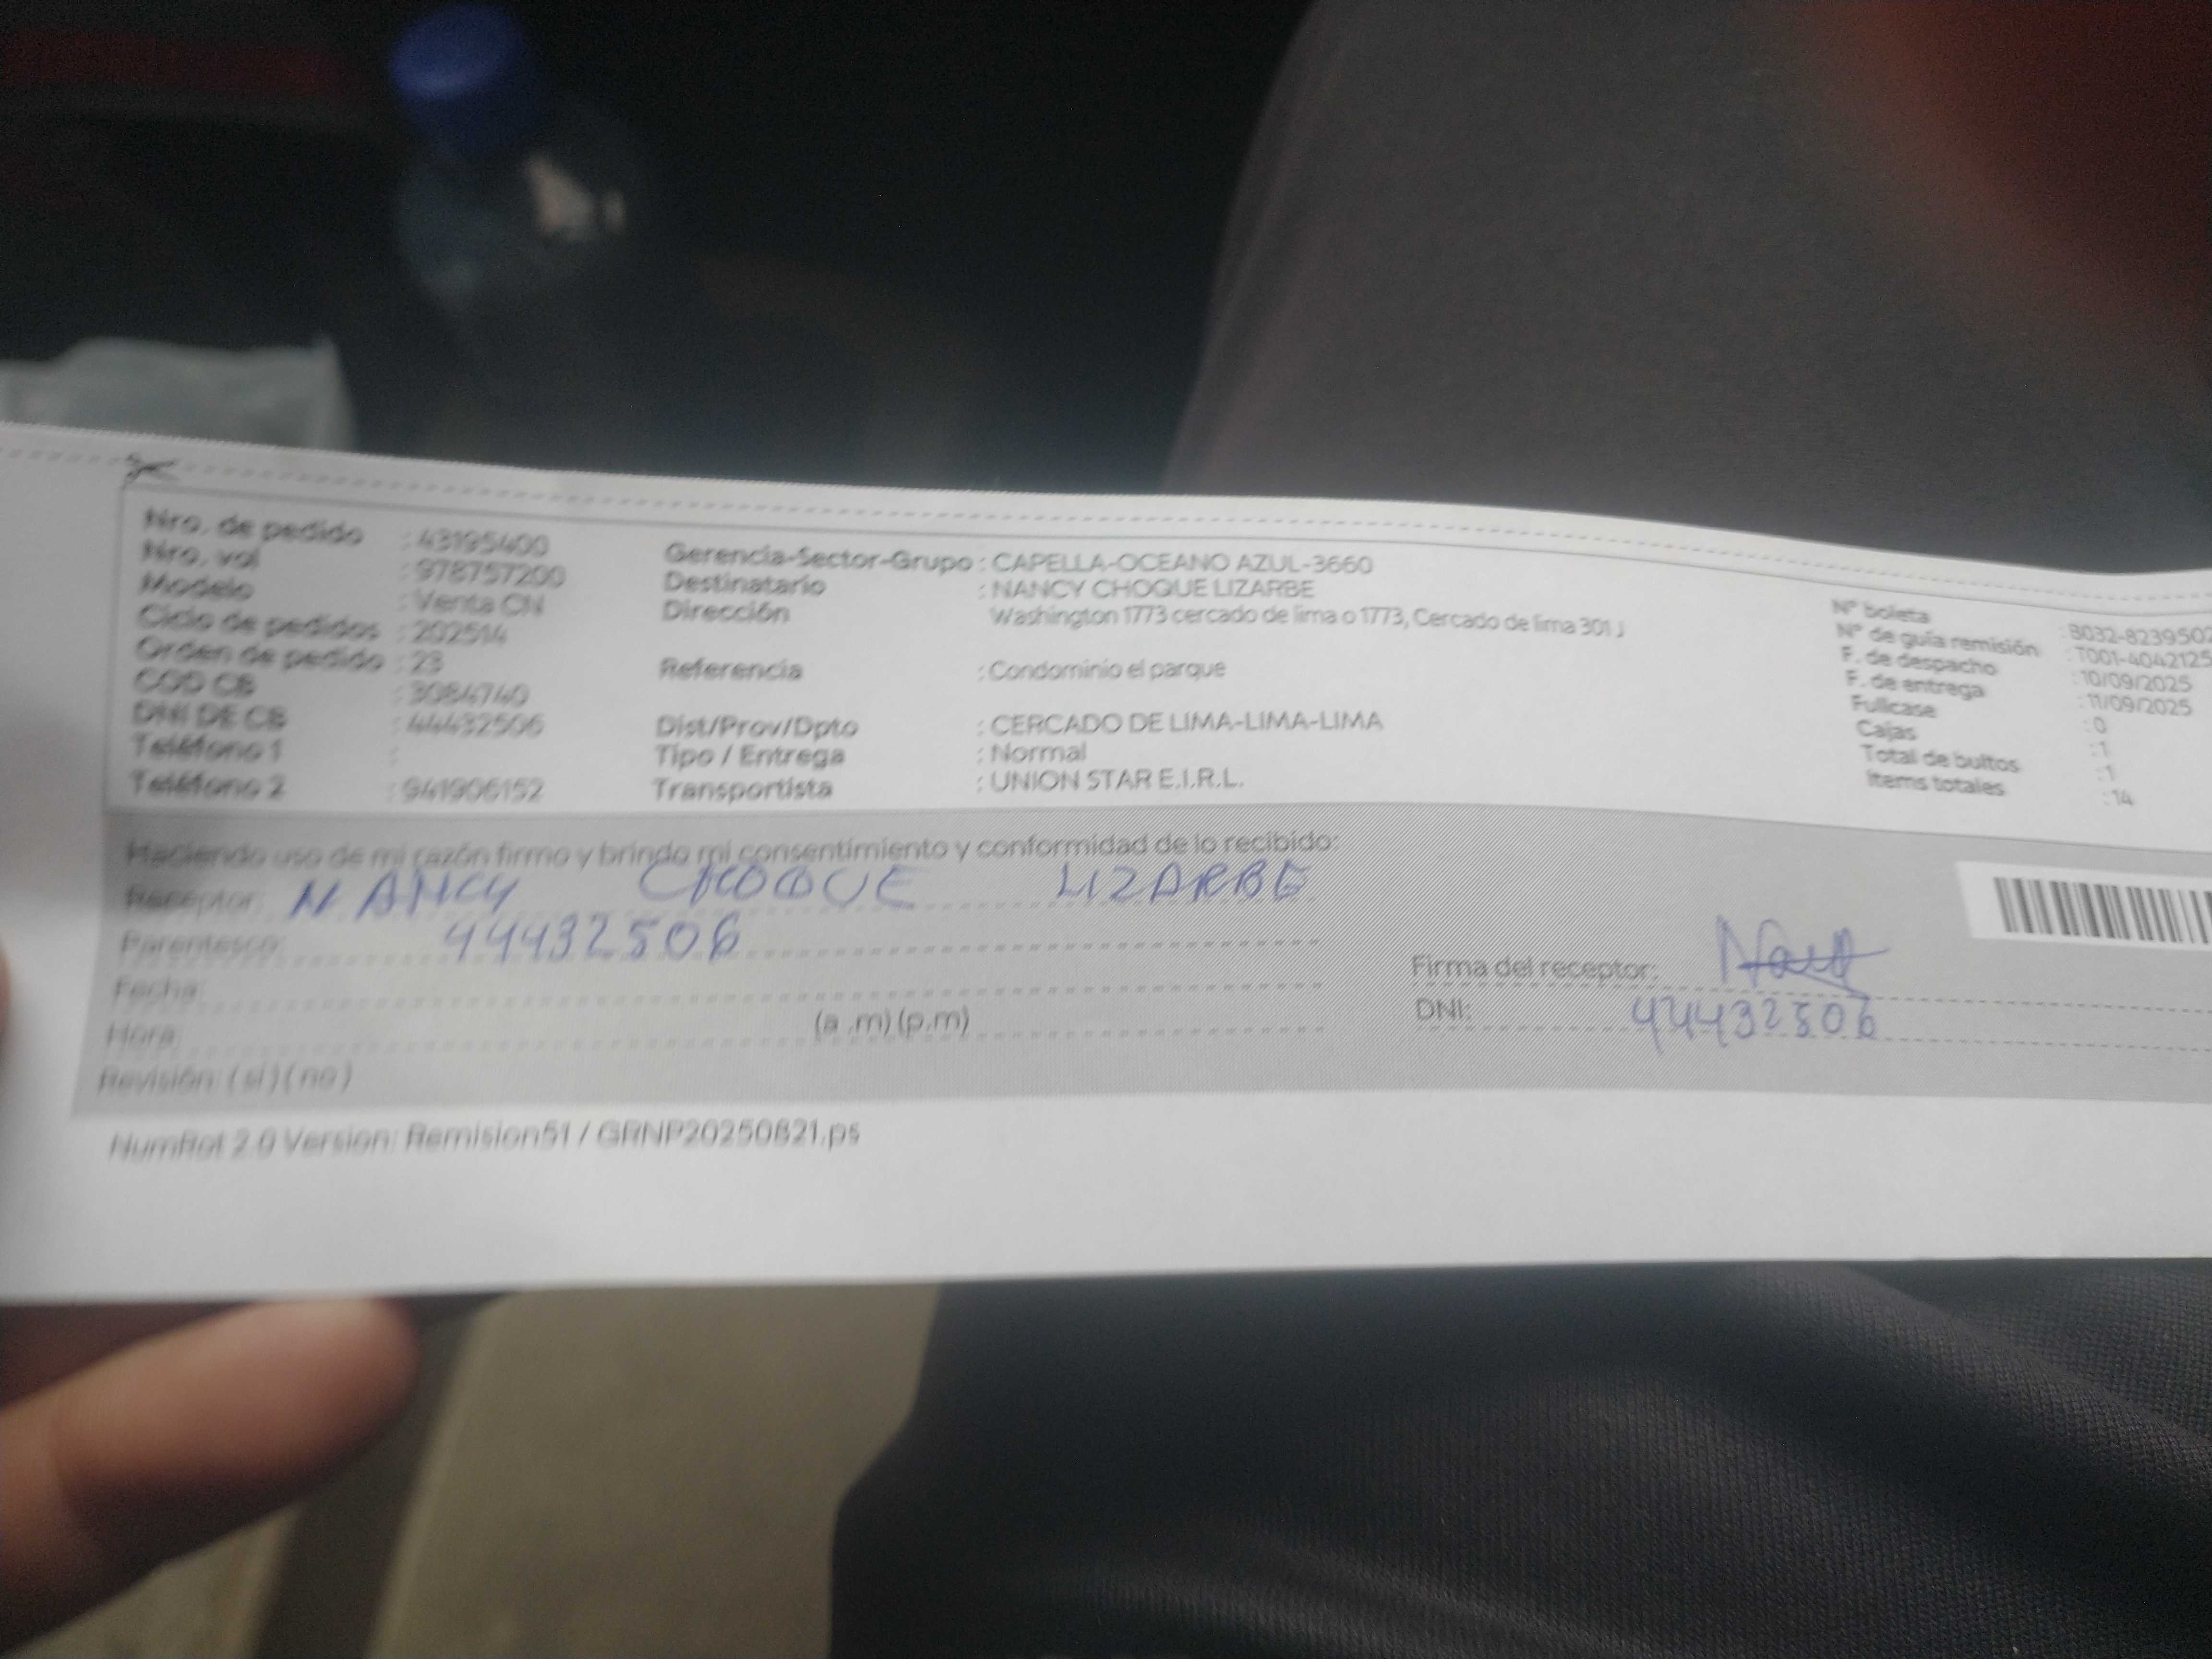 Nro. de pedido : 43195400
Nro. vol : 978757200
Modelo : Venta CN
Ciclo de pedidos : 202514
Orden de pedido : 23
COD CB : 3084740
DNI DE CB : 44432506
Teléfono 1 :
Teléfono 2 : 941906152
Gerencia-Sector-Grupo : CAPELLA-OCEANO AZUL-3660
Destinatario : NANCY CHOQUE LIZARBE
Dirección Washington 1773 cercado de lima o 1773, Cercado de lima 301 J
Referencia : Condominio el parque
Dist/Prov/Dpto : CERCADO DE LIMA-LIMA-LIMA
Tipo / Entrega : Normal
Transportista : UNION STAR E.I.R.L.
N° boleta : B032-8239502
N° de guía remisión : T001-4042125
F. de despacho : 10/09/2025
F. de entrega : 11/09/2025
Fullcase : 0
Cajas : 1
Total de bultos : 1
Items totales : 14
Haciendo uso de mi razón firmo y brindo mi consentimiento y conformidad de lo recibido:
Receptor: NANCY CHOQUE LIZARBE
Parentesco: 44432506
Fecha:
Hora: (a .m) (p.m)
Revisión: ( si ) ( no )
Firma del receptor:
DNI: 44432506
NumRot 2.0 Version: Remision51 / GRNP20250821.ps